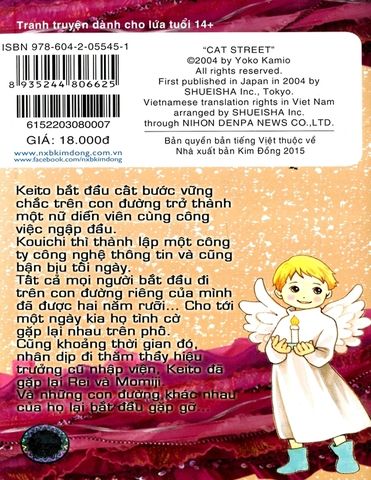 Tranh truyện dành cho lứa tuổi 14+
ISBN 978-604-2-05545-1
8 935244 806625
6152203080007
GIÁ: 18.000đ
www.nxbkimdong.com.vn
www.facebook.com/nxbkimdong
"CAT STREET"
©2004 by Yoko Kamio
All rights reserved.
First published in Japan in 2004 by
SHUEISHA Inc., Tokyo.
Vietnamese translation rights in Viet Nam
arranged by SHUEISHA Inc.
through NIHON DENPA NEWS CO.,LTD.
Bản quyền bản tiếng Việt thuộc về
Nhà xuất bản Kim Đồng 2015
Keito bắt đầu cất bước vững
chắc trên con đường trở thành
một nữ diễn viên cùng công
việc ngập đầu.
Kouichi thì thành lập một công
ty công nghệ thông tin và cũng
bận bịu tối ngày.
Tất cả mọi người bắt đầu đi
trên con đường riêng của mình
đã được hai năm rưỡi... Cho tới
một ngày kia họ tình cờ
gặp lại nhau trên phố.
Cũng khoảng thời gian đó,
nhân dịp đi thăm thầy hiệu
trưởng cũ nhập viện, Keito đã
gặp lại Rei và Momiji
Và những con đường khác nhau
của họ lại bắt đầu gặp gỡ...